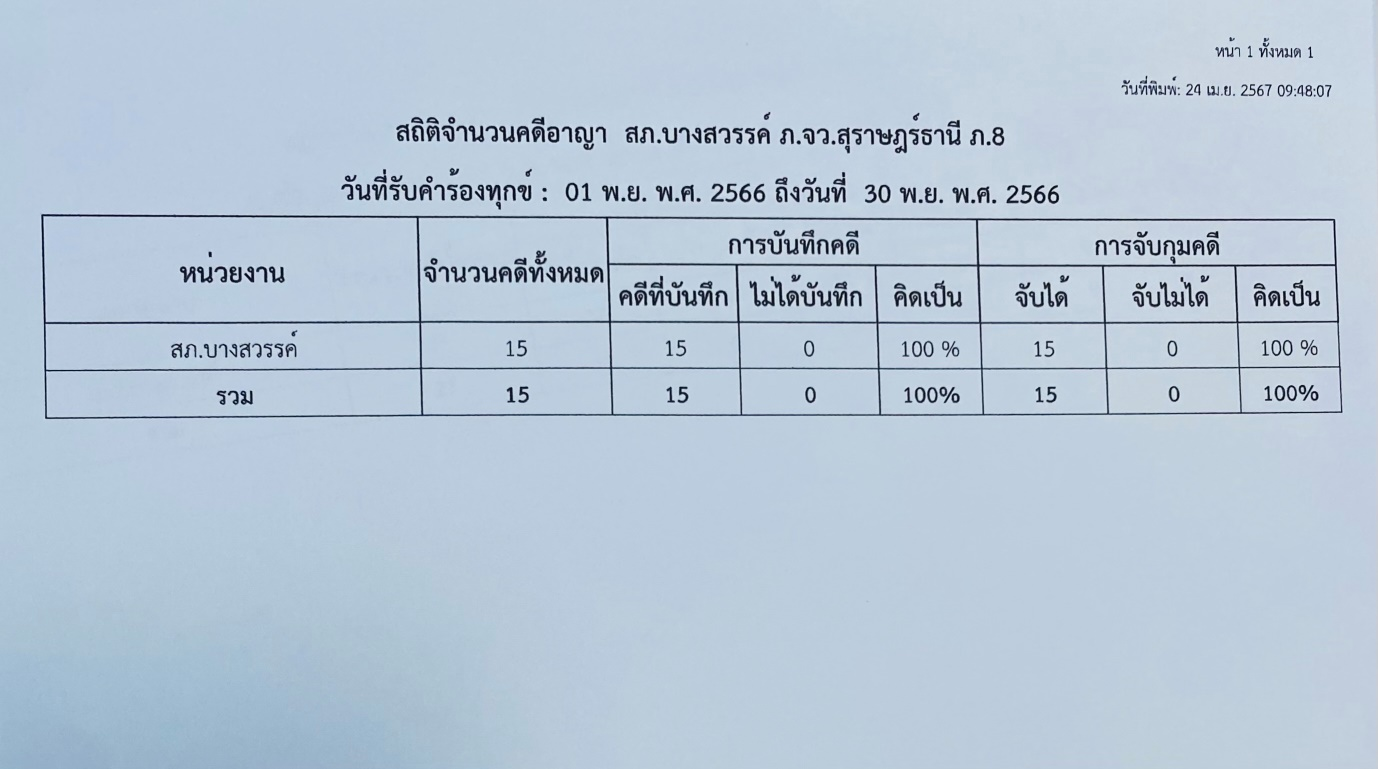 หน้า 1 ทั้งหมด 1
วันที่พิมพ์: 24 เม.ย. 2567 09:48:07
สถิติจำนวนคดีอาญา สภ.บางสวรรค์ ภ.จว.สุราษฎร์ธานี ภ.8
วันที่รับคำร้องทุกข์ : 01 พ.ย. พ.ศ. 2566 ถึงวันที่ 30 พ.ย. พ.ศ. 2566
หน่วยงาน จำนวนคดีทั้งหมด การบันทึกคดี การจับกุมคดี
คดีที่บันทึก ไม่ได้บันทึก คิดเป็น จับได้ จับไม่ได้ คิดเป็น
สภ.บางสวรรค์ 15 15 0 100 % 15 0 100 %
รวม 15 15 0 100% 15 0 100%